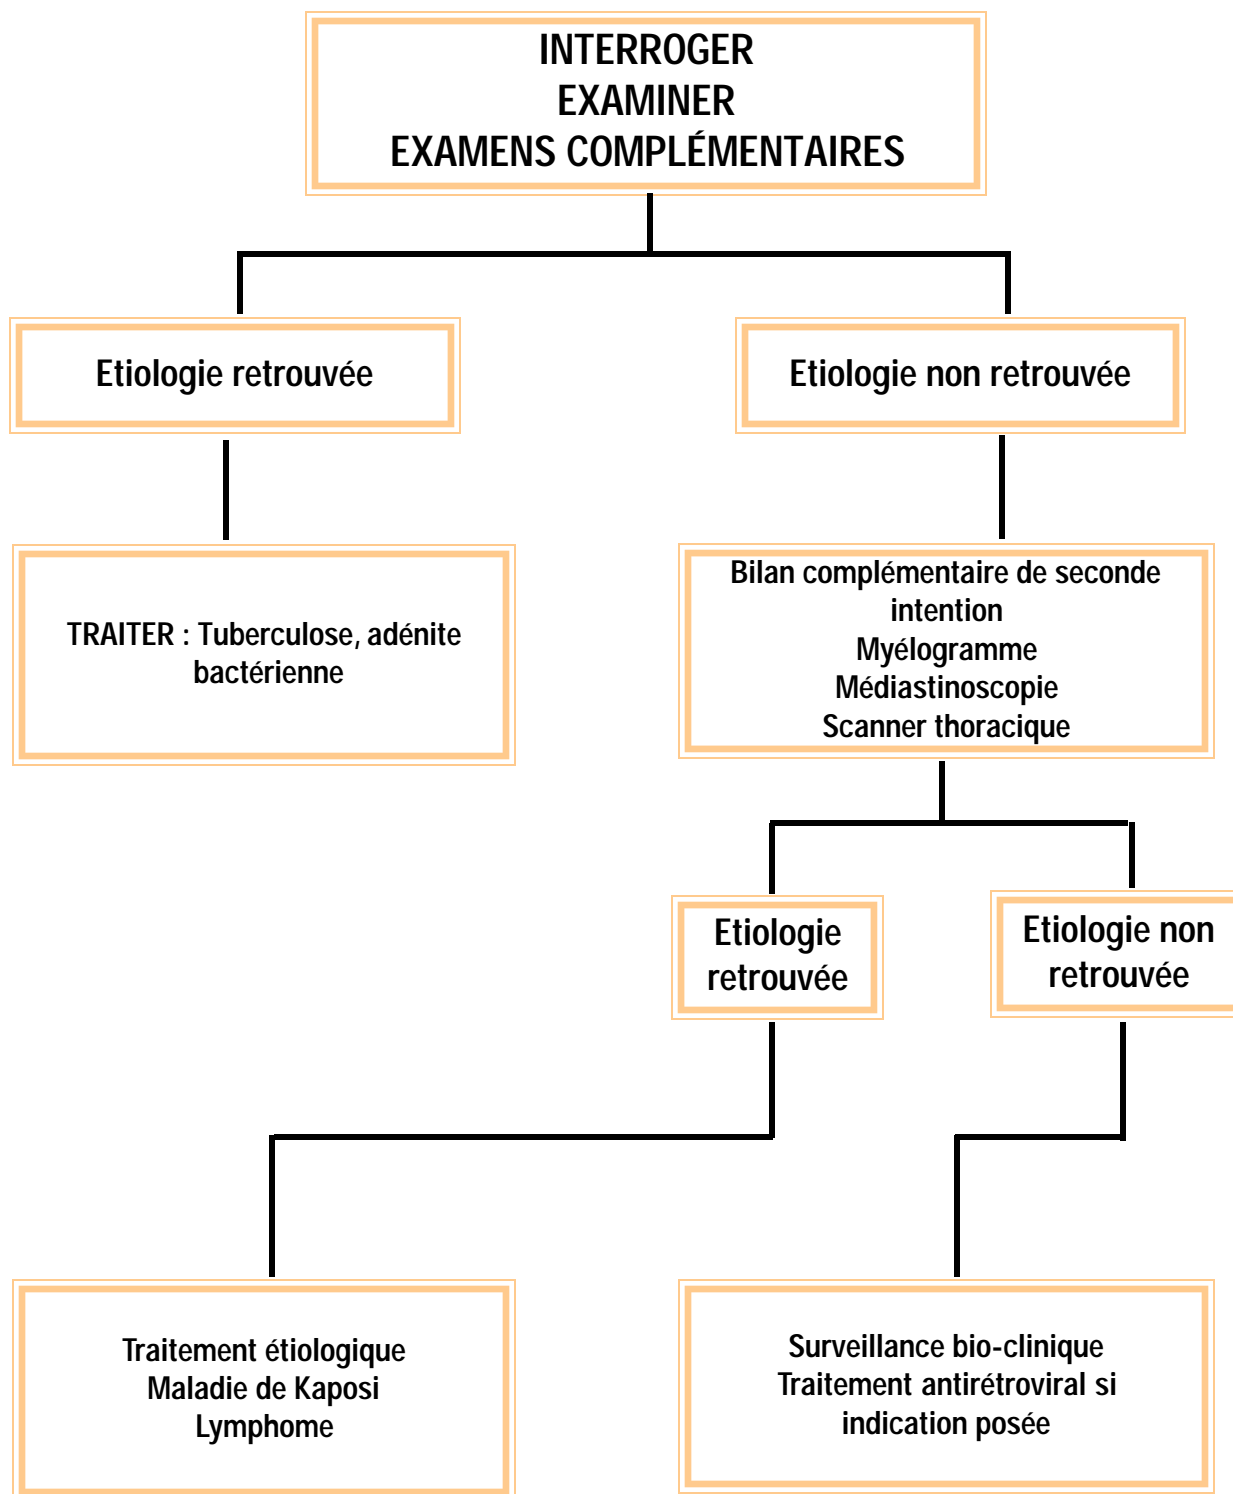 INTERROGER
EXAMINER
EXAMENS COMPLÉMENTAIRES
Etiologie retrouvée
Etiologie non retrouvée
TRAITER : Tuberculose, adénite
bactérienne
Bilan complémentaire de seconde
intention
Myélogramme
Médiastinoscopie
Scanner thoracique
Etiologie
retrouvée
Etiologie non
retrouvée
Traitement étiologique
Maladie de Kaposi
Lymphome
Surveillance bio-clinique
Traitement antirétroviral si
indication posée